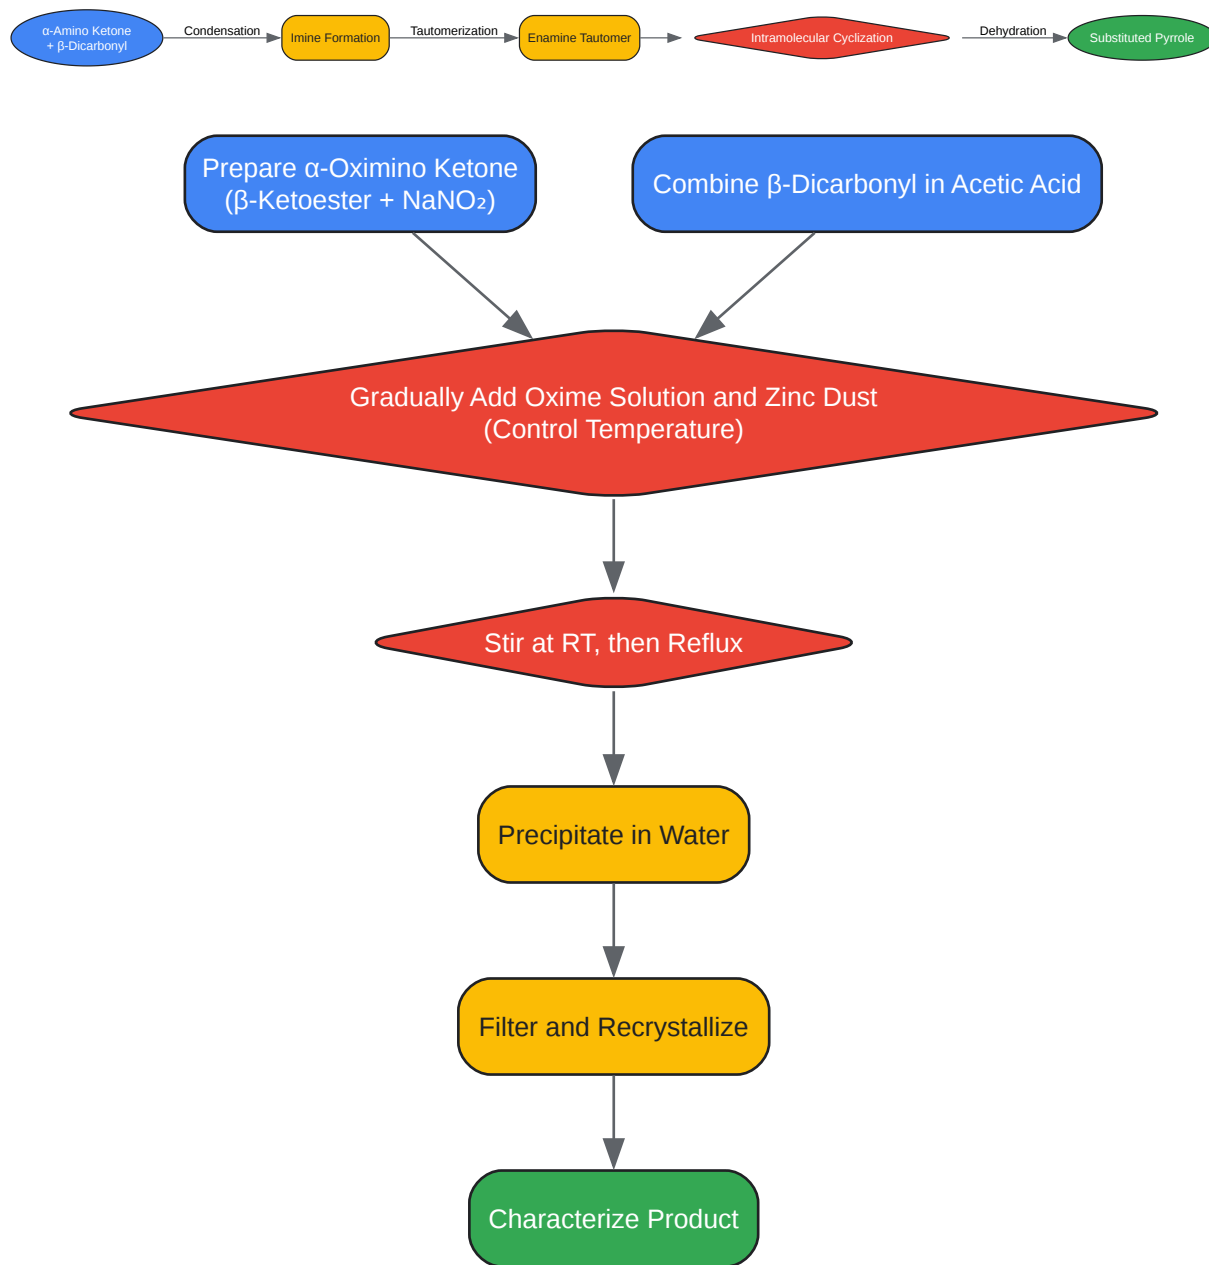 α-Amino Ketone
+ β-Dicarbonyl
Condensation
Imine Formation
Tautomerization
Enamine Tautomer
Intramolecular Cyclization
Dehydration
Substituted Pyrrole
Prepare α-Oximino Ketone
(β-Ketoester + NaNO₂)
Combine β-Dicarbonyl in Acetic Acid
Gradually Add Oxime Solution and Zinc Dust
(Control Temperature)
Stir at RT, then Reflux
Precipitate in Water
Filter and Recrystallize
Characterize Product